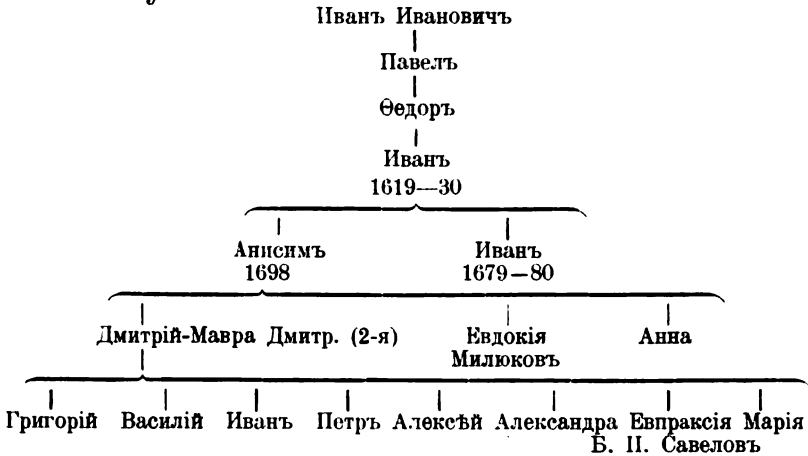 Иванъ Ивановичъ
Павелъ
Ѳедоръ
Иванъ
1619—30
Анисимъ Иванъ
1698 1679—80
Дмитрій-Мавра Дмитр. (2-я) Евдокія Анна
Милюковъ
Григорій Василій Иванъ Петръ Алексѣй Александра Евпраксія Марія
Б. П. Савеловъ